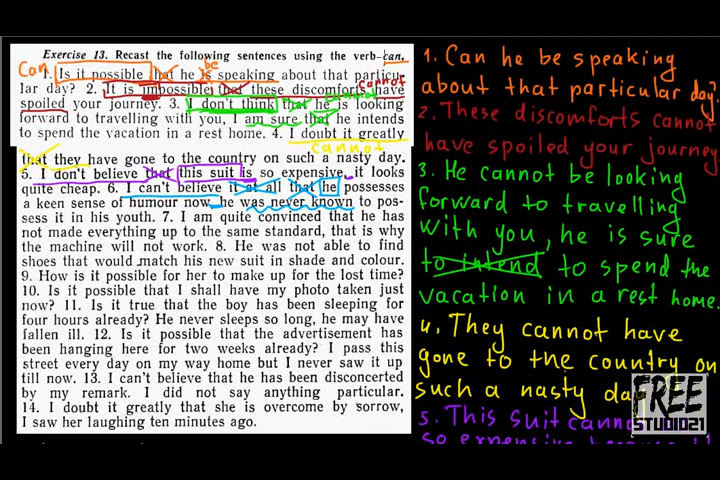 Exercise 13. Recast the following sentences using the verb can.
Can be
1. Is it possible that he is speaking about that particu-
cannot
lar day? 2. It is impossible that these discomforts have
spoiled your journey. 3. I don't think that he is looking
cannot
forward to travelling with you, I am sure that he intends
to spend the vacation in a rest home. 4. I doubt it greatly
cannot
that they have gone to the country on such a nasty day.
5. I don't believe that this suit is so expensive, it looks
quite cheap. 6. I can't believe it at all that he possesses
a keen sense of humour now, he was never known to pos-
sess it in his youth. 7. I am quite convinced that he has
not made everything up to the same standard, that is why
the machine will not work. 8. He was not able to find
shoes that would match his new suit in shade and colour.
9. How is it possible for her to make up for the lost time?
10. Is it possible that I shall have my photo taken just
now? 11. Is it true that the boy has been sleeping for
four hours already? He never sleeps so long, he may have
fallen ill. 12. Is it possible that the advertisement has
been hanging here for two weeks already? I pass this
street every day on my way home but I never saw it up
till now. 13. I can't believe that he has been disconcerted
by my remark. I did not say anything particular.
14. I doubt it greatly that she is overcome by sorrow,
I saw her laughing ten minutes ago.
1. Can he be speaking
about that particular day?
2. These discomforts cannot
have spoiled your journey
3. He cannot be looking
forward to travelling
with you, he is sure
to intend to spend the
vacation in a rest home.
4. They cannot have
gone to the country on
such a nasty day
5. This suit cannot
so expensive because it
FREE
STUDIO21